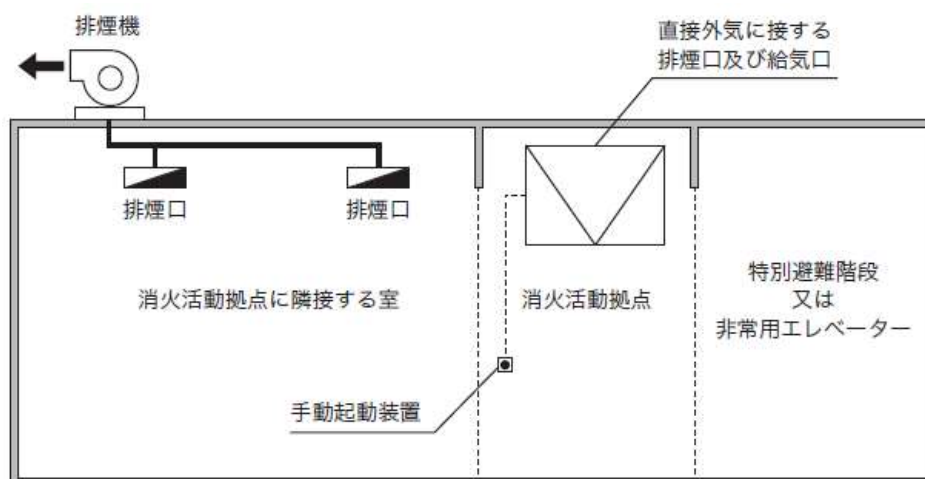 排煙機
直接外気に接する
排煙口及び給気口
排煙口
排煙口
消火活動拠点に隣接する室
消火活動拠点
特別避難階段
又は
非常用エレベーター
手動起動装置